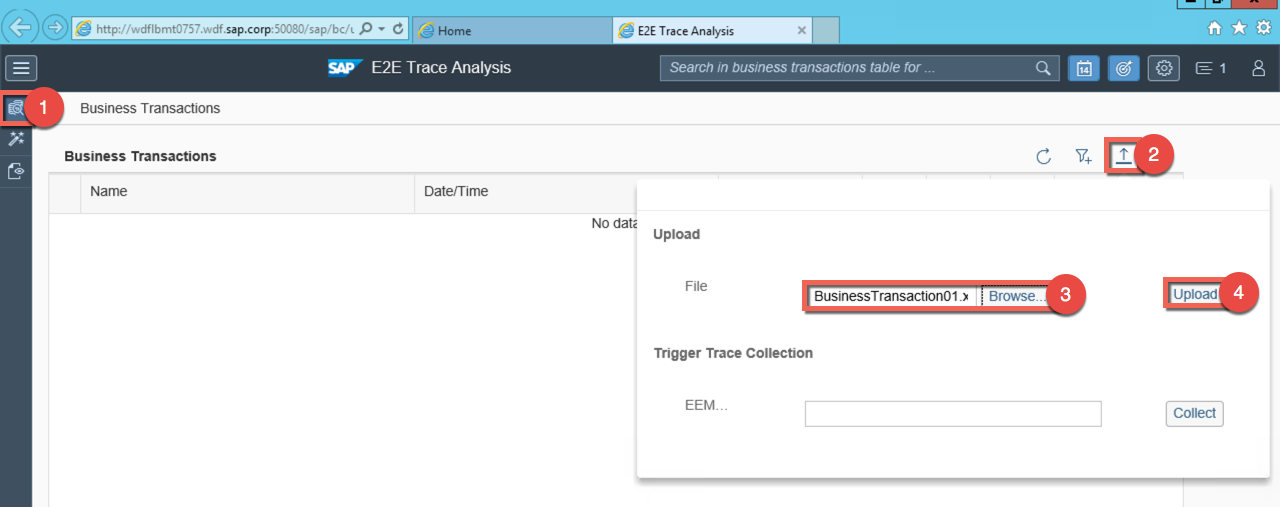 http://wdflbmt0757.wdf.sap.corp:50080/sap/bc/u
Home
E2E Trace Analysis
SAP E2E Trace Analysis
Search in business transactions table for ...
14
1
1
Business Transactions
Business Transactions
2
Name
Date/Time
No data
Upload
File
BusinessTransaction01.x
Browse...
3
Upload
4
Trigger Trace Collection
EEM...
Collect